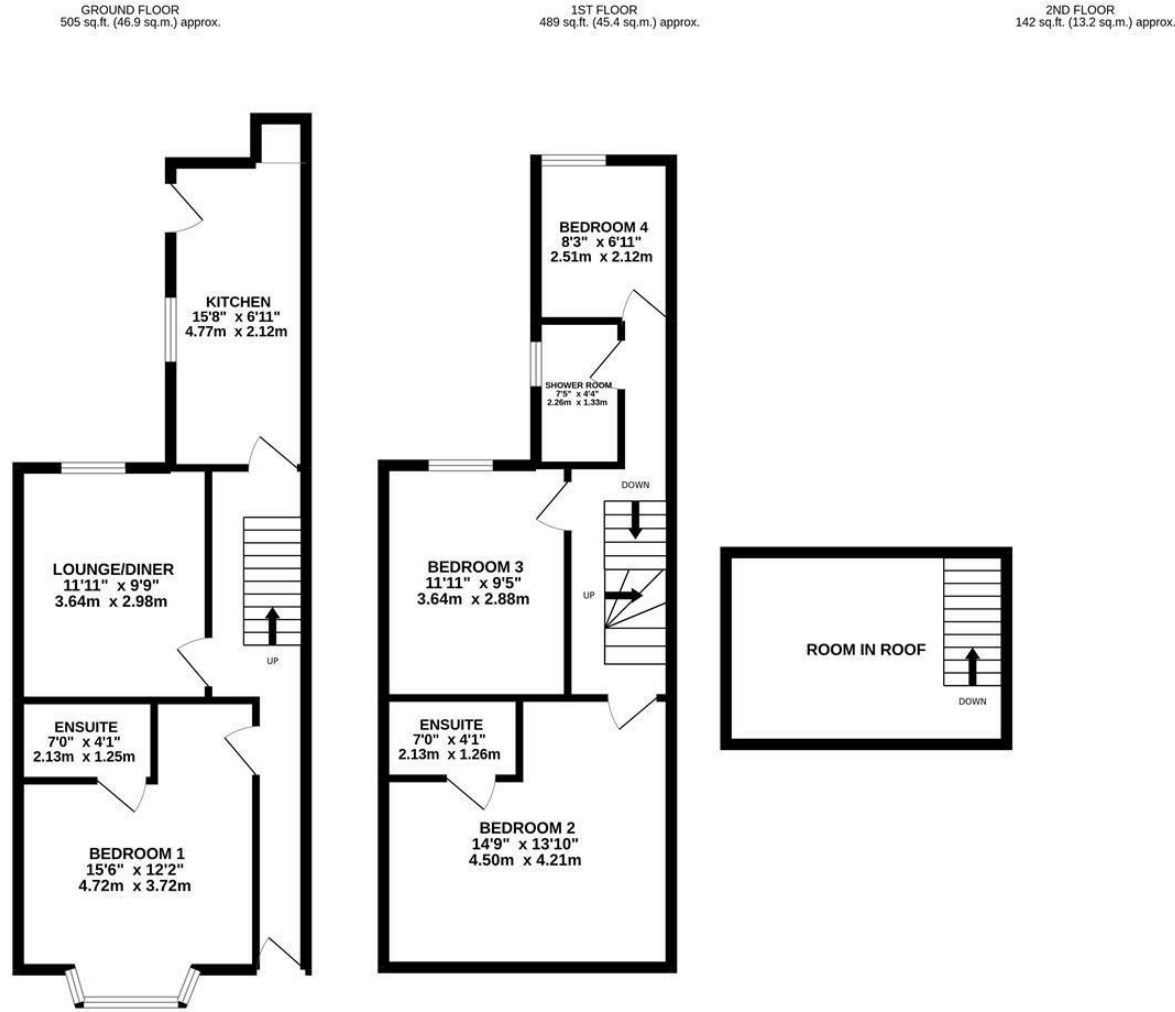 GROUND FLOOR
505 sq.ft. (46.9 sq.m.) approx.
1ST FLOOR
489 sq.ft. (45.4 sq.m.) approx.
2ND FLOOR
142 sq.ft. (13.2 sq.m.) approx.
KITCHEN
15'8" x 6'11"
4.77m x 2.12m
LOUNGE/DINER
11'11" x 9'9"
3.64m x 2.98m
UP
ENSUITE
7'0" x 4'1"
2.13m x 1.25m
BEDROOM 1
15'6" x 12'2"
4.72m x 3.72m
BEDROOM 4
8'3" x 6'11"
2.51m x 2.12m
SHOWER ROOM
7'5" x 4'4"
2.26m x 1.33m
DOWN
BEDROOM 3
11'11" x 9'5"
3.64m x 2.88m
UP
ENSUITE
7'0" x 4'1"
2.13m x 1.26m
BEDROOM 2
14'9" x 13'10"
4.50m x 4.21m
ROOM IN ROOF
DOWN